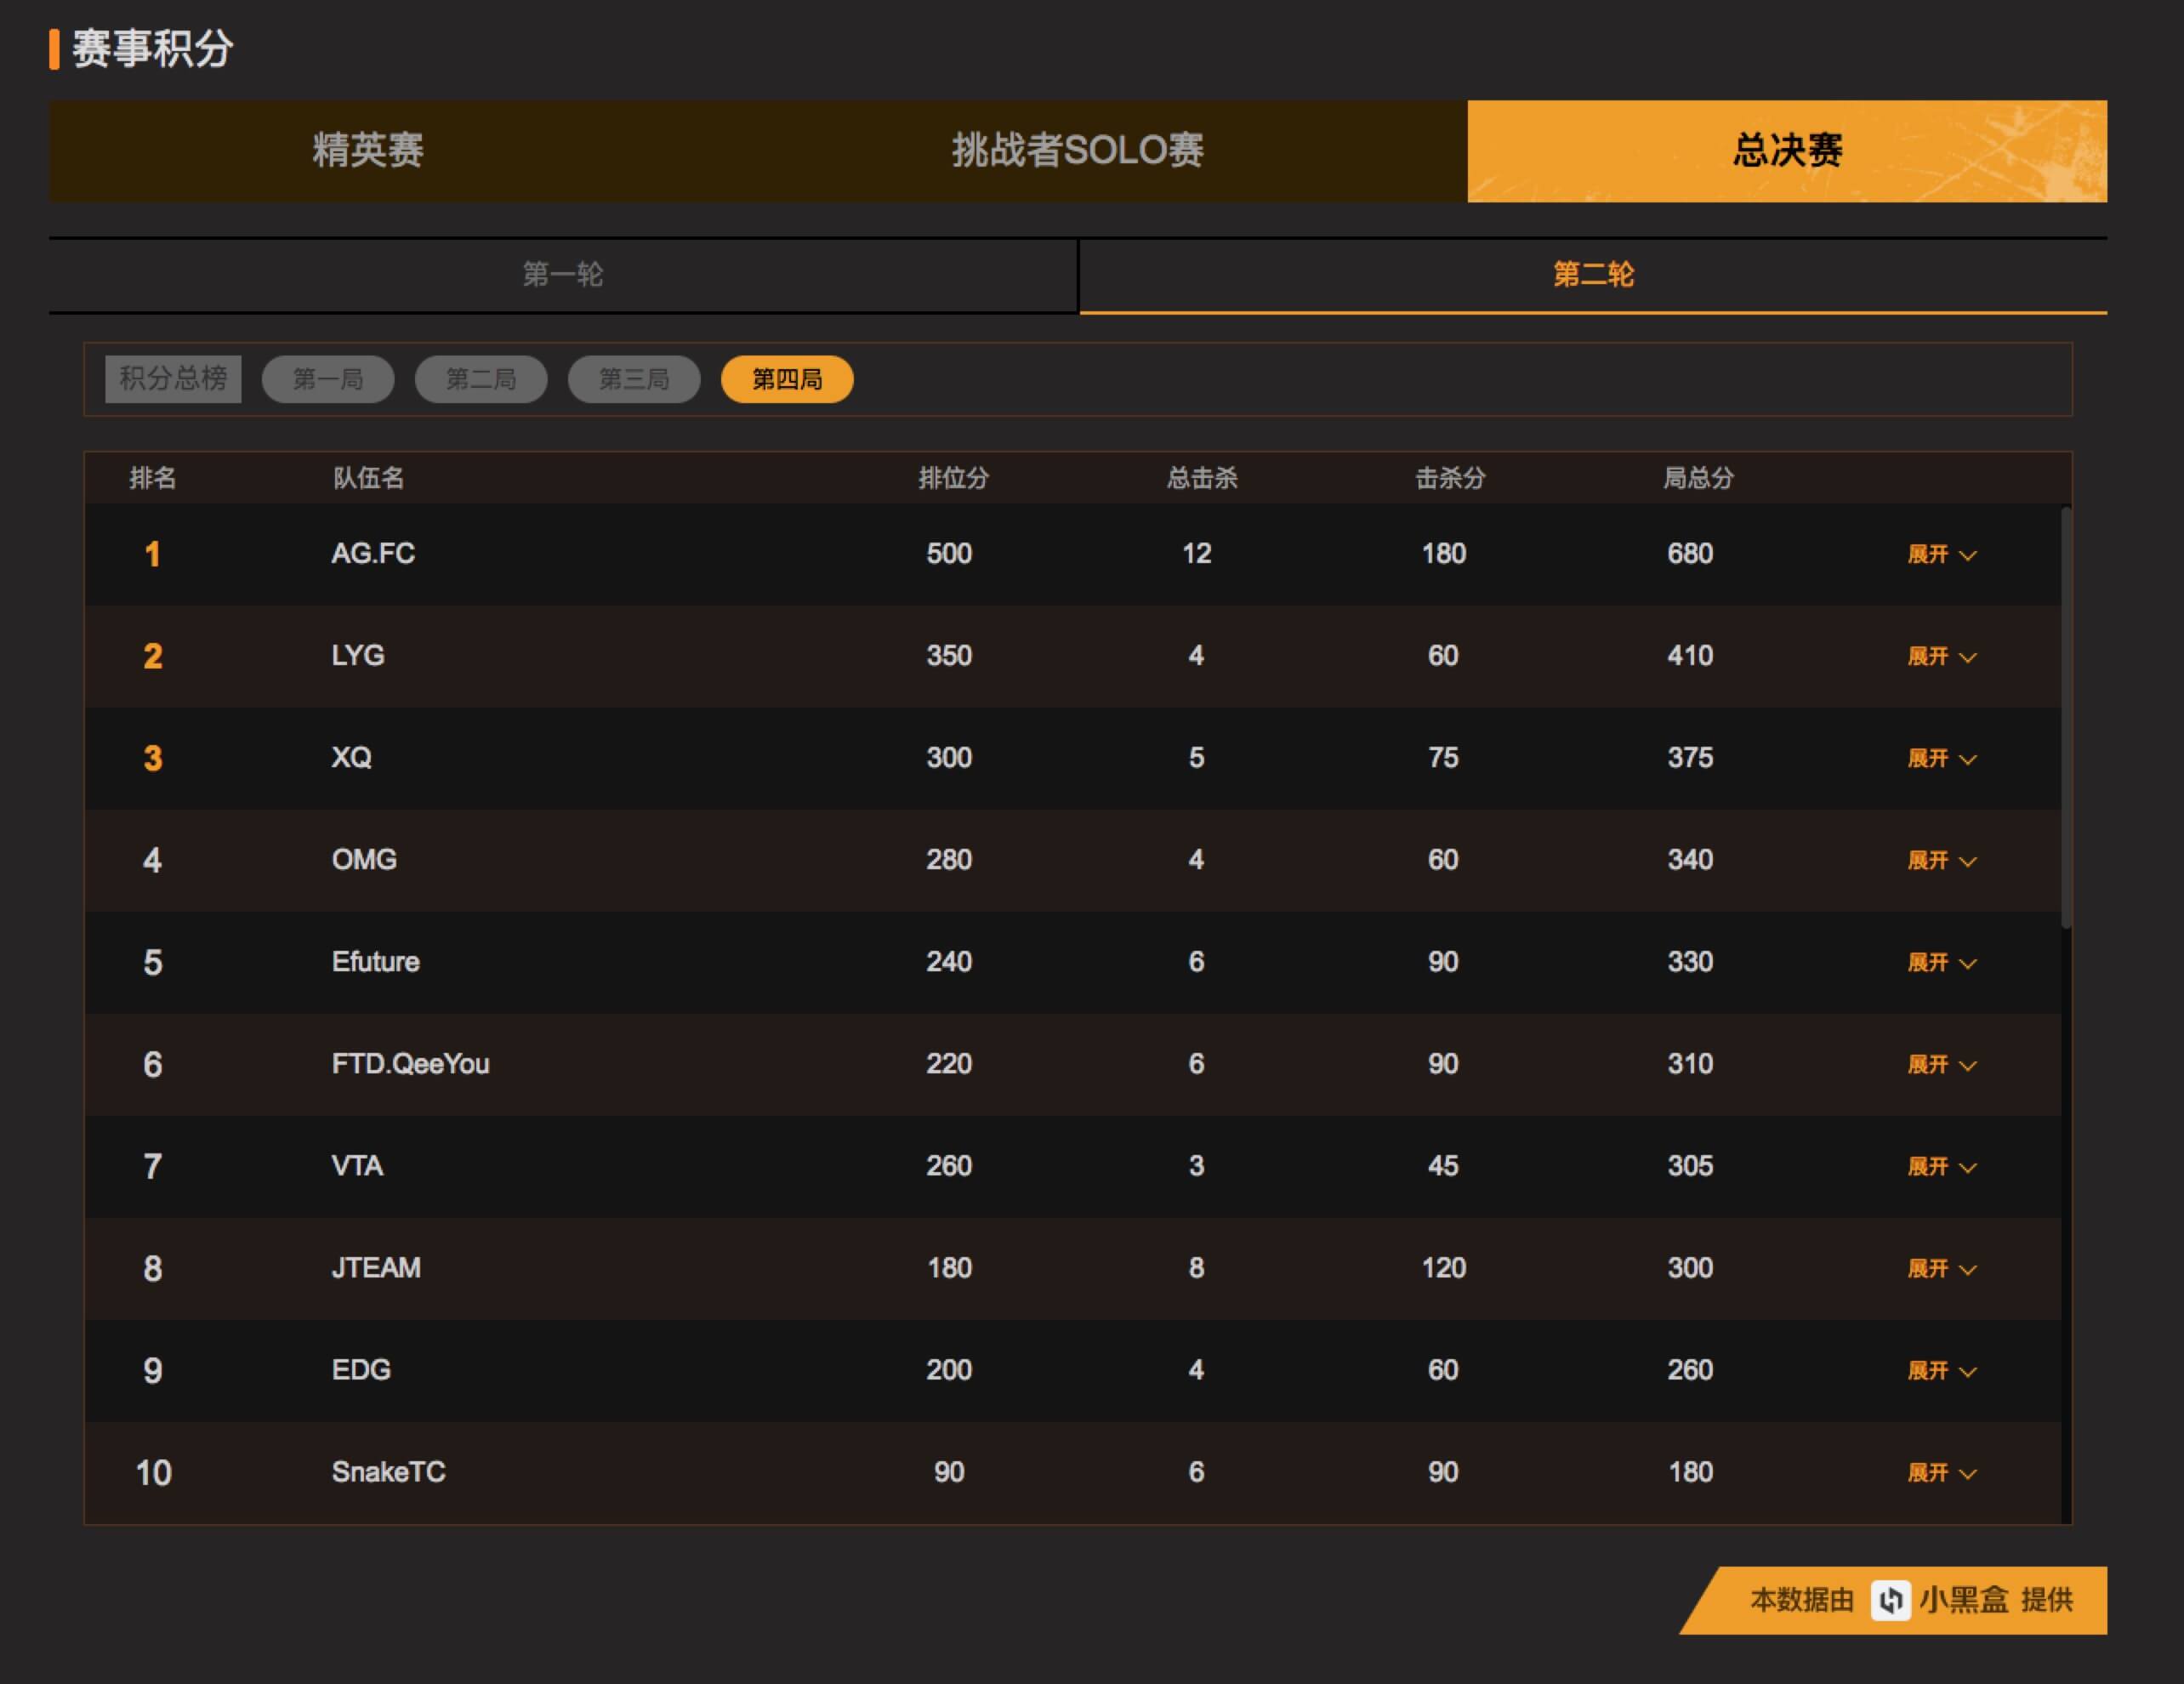 赛事积分
精英赛 挑战者SOLO赛 总决赛
第一轮 第二轮
积分总榜 第一局 第二局 第三局 第四局
排名 队伍名 排位分 总击杀 击杀分 局总分
1 AG.FC 500 12 180 680 展开
2 LYG 350 4 60 410 展开
3 XQ 300 5 75 375 展开
4 OMG 280 4 60 340 展开
5 Efuture 240 6 90 330 展开
6 FTD.QeeYou 220 6 90 310 展开
7 VTA 260 3 45 305 展开
8 JTEAM 180 8 120 300 展开
9 EDG 200 4 60 260 展开
10 SnakeTC 90 6 90 180 展开
本数据由 小黑盒 提供